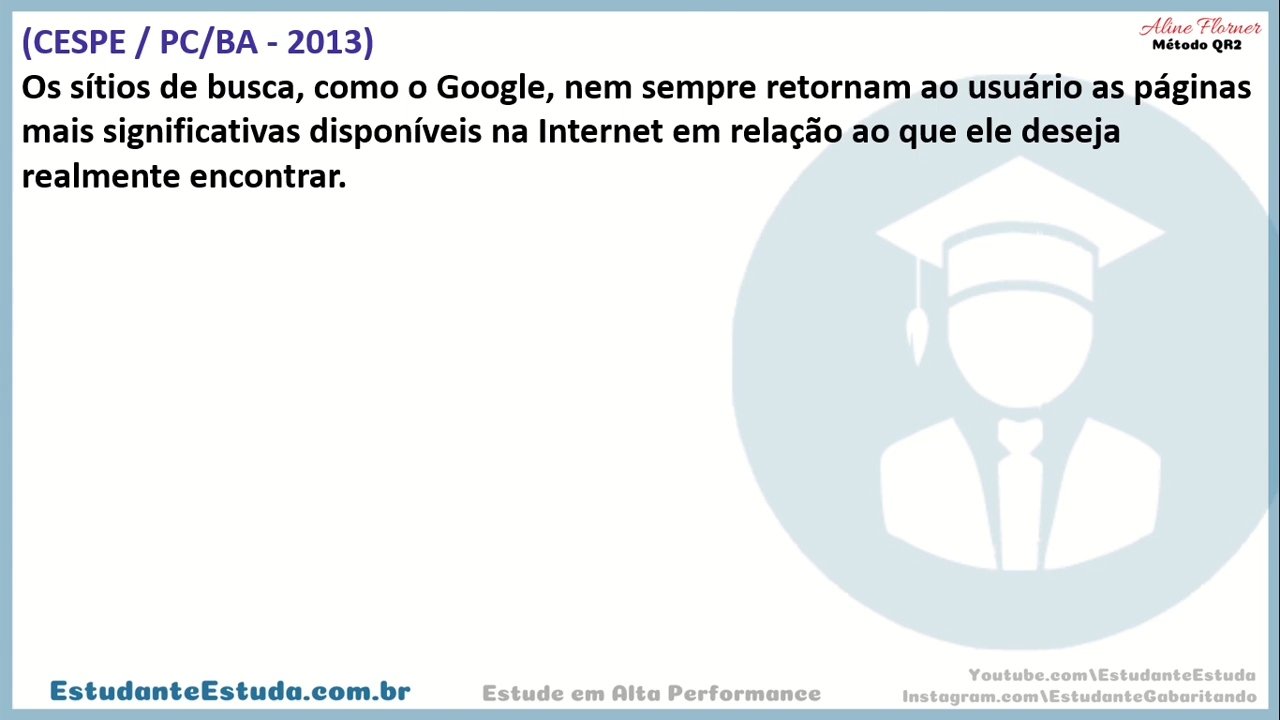 (CESPE / PC/BA - 2013)
Aline Florner
Método QR2
Os sítios de busca, como o Google, nem sempre retornam ao usuário as páginas
mais significativas disponíveis na Internet em relação ao que ele deseja
realmente encontrar.
EstudanteEstuda.com.br
Estude em Alta Performance
Youtube.com\EstudanteEstuda
Instagram.com\EstudanteGabaritando